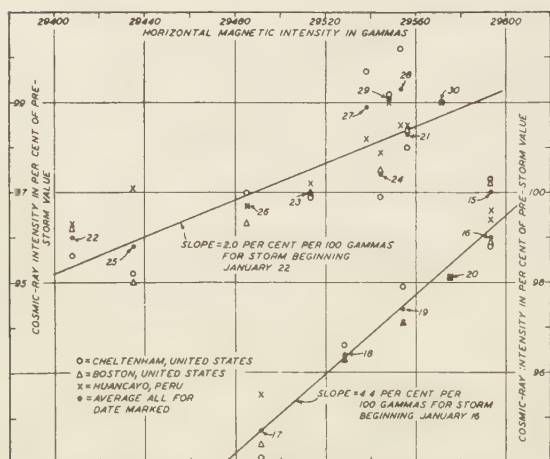 29400 29440 29480 29520 29560 29600
HORIZONTAL MAGNETIC INTENSITY IN GAMMAS
COSMIC-RAY INTENSITY IN PER CENT OF PRE-
STORM VALUE
99
97
95
28
29
30
27
21
24
23
26
22
25
15
16
20
19
18
17
SLOPE=2.0 PER CENT PER 100 GAMMAS
FOR STORM BEGINNING
JANUARY 22
100
98
96
COSMIC-RAY INTENSITY IN PER CENT OF PRE-STORM VALUE
O=CHELTENHAM, UNITED STATES
Δ=BOSTON, UNITED STATES
X=HUANCAYO, PERU
●=AVERAGE ALL FOR
DATE MARKED
SLOPE=4.4 PER CENT PER
100 GAMMAS FOR STORM
BEGINNING JANUARY 16